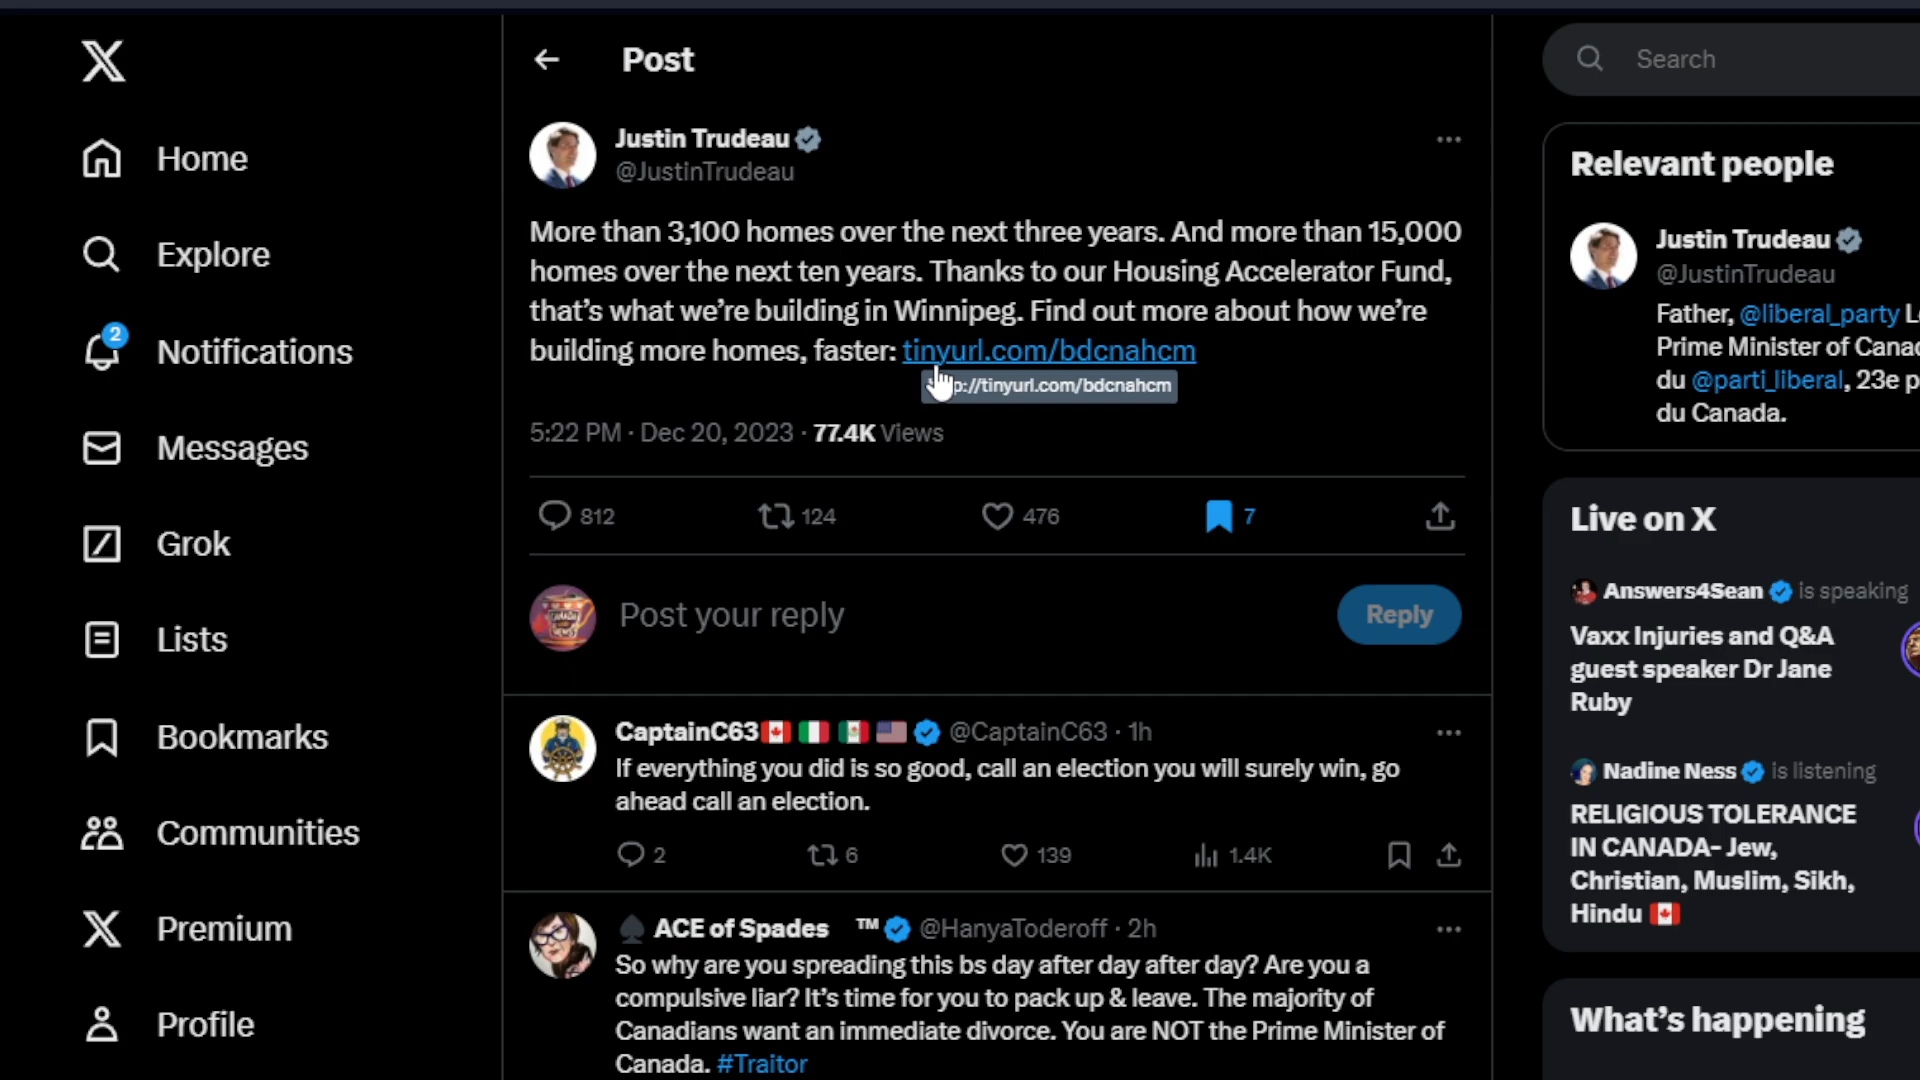 Home
Explore
2
Notifications
Messages
Grok
Lists
Bookmarks
Communities
Premium
Profile
Post
Justin Trudeau
@JustinTrudeau
More than 3,100 homes over the next three years. And more than 15,000
homes over the next ten years. Thanks to our Housing Accelerator Fund,
that's what we're building in Winnipeg. Find out more about how we're
building more homes, faster: tinyurl.com/bdcnahcm
p://tinyurl.com/bdcnahcm
5:22 PM · Dec 20, 2023 · 77.4K Views
812 124 476 7
Post your reply
Reply
CaptainC63 @CaptainC63 · 1h
If everything you did is so good, call an election you will surely win, go
ahead call an election.
2 6 139 1.4K
ACE of Spades ™ @HanyaToderoff · 2h
So why are you spreading this bs day after day after day? Are you a
compulsive liar? It's time for you to pack up & leave. The majority of
Canadians want an immediate divorce. You are NOT the Prime Minister of
Canada. #Traitor
Search
Relevant people
Justin Trudeau
@JustinTrudeau
Father, @liberal_party L
Prime Minister of Cana
du @parti_liberal, 23e p
du Canada.
Live on X
Answers4Sean is speaking
Vaxx Injuries and Q&A
guest speaker Dr Jane
Ruby
Nadine Ness is listening
RELIGIOUS TOLERANCE
IN CANADA- Jew,
Christian, Muslim, Sikh,
Hindu
What's happening